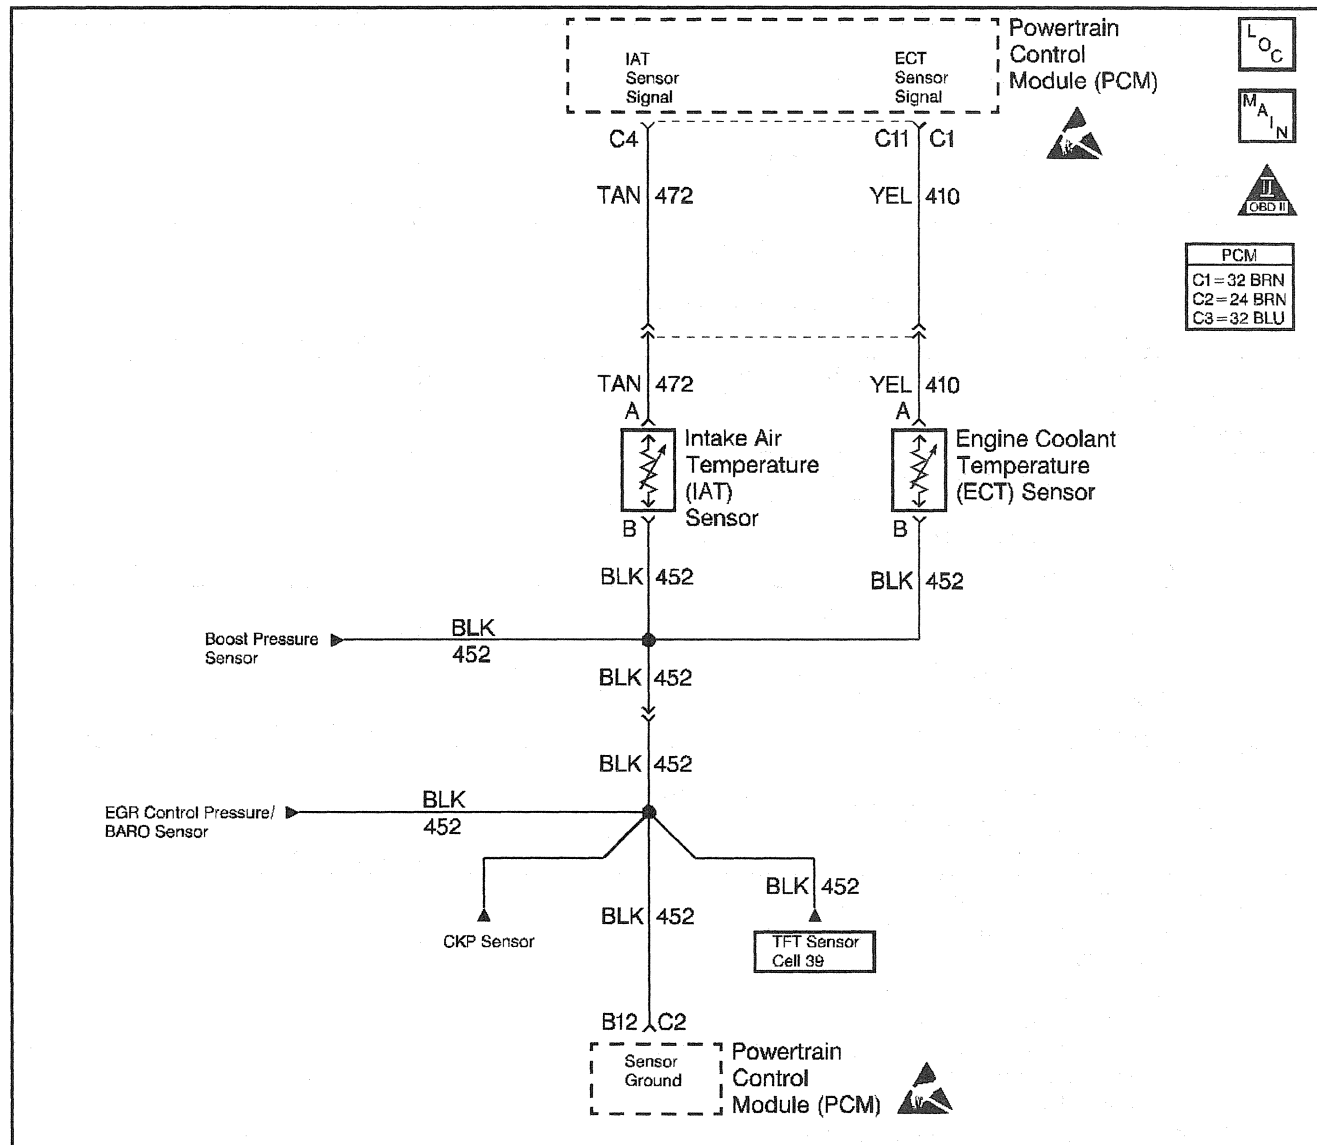 IAT
Sensor
Signal
ECT
Sensor
Signal
Powertrain
Control
Module (PCM)
LOC
MAIN
II
OBD II
C4
C11 C1
TAN 472
YEL 410
PCM
C1=32 BRN
C2=24 BRN
C3=32 BLU
TAN 472
YEL 410
A
A
Intake Air
Temperature
(IAT)
Sensor
Engine Coolant
Temperature
(ECT) Sensor
B
B
BLK 452
BLK 452
Boost Pressure
Sensor
BLK
452
BLK 452
BLK 452
EGR Control Pressure/
BARO Sensor
BLK
452
BLK 452
BLK 452
CKP Sensor
TFT Sensor
Cell 39
B12 C2
Sensor
Ground
Powertrain
Control
Module (PCM)